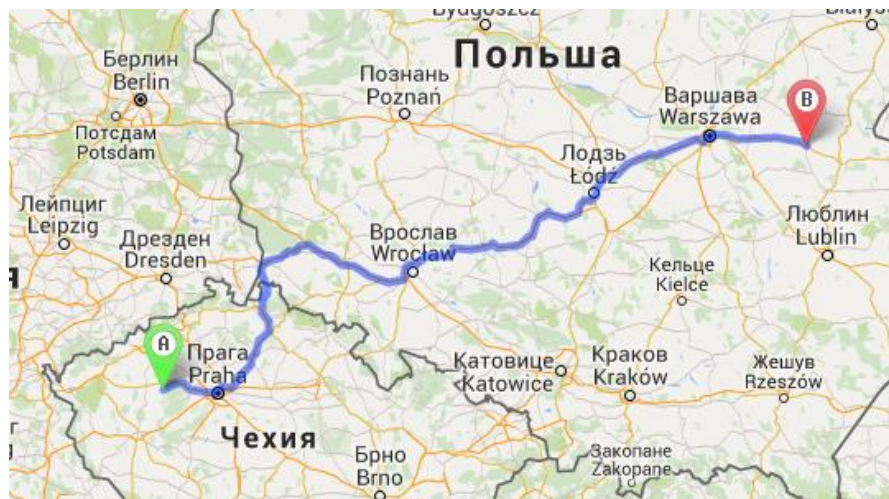 Bydgoszcz
Польша
Берлин
Berlin
Познань
Poznań
Варшава
Warszawa
B
Потсдам
Potsdam
Лодзь
Łódź
Лейпциг
Leipzig
Врослав
Wrocław
Люблин
Lublin
Дрезден
Dresden
Кельце
Kielce
A
Прага
Praha
Катовице
Katowice
Краков
Kraków
Жешув
Rzeszów
Чехия
Брно
Brno
Закопане
Zakopane